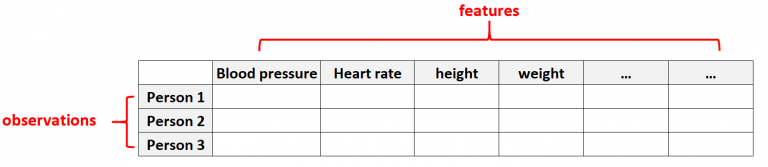 features
Blood pressure Heart rate height weight ... ...
Person 1
observations
Person 2
Person 3